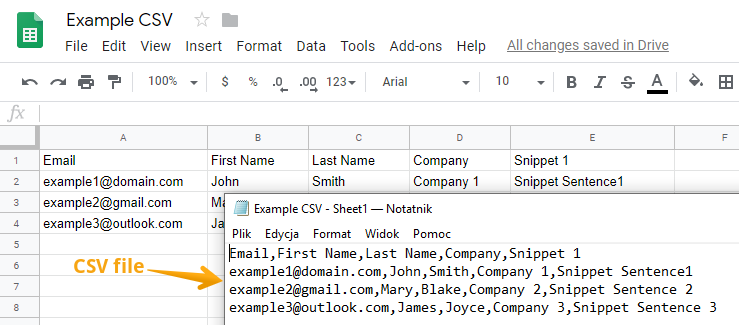 Example CSV
File Edit View Insert Format Data Tools Add-ons Help All changes saved in Drive
100% $ % .0 .00 123 Arial 10 B I S A
fx
A B C D E F
1 Email First Name Last Name Company Snippet 1
2 example1@domain.com John Smith Company 1 Snippet Sentence1
3 example2@gmail.com Ma
4 example3@outlook.com Ja
5
6
7
8
CSV file
Example CSV - Sheet1 — Notatnik
Plik Edycja Format Widok Pomoc
Email,First Name,Last Name,Company,Snippet 1
example1@domain.com,John,Smith,Company 1,Snippet Sentence1
example2@gmail.com,Mary,Blake,Company 2,Snippet Sentence 2
example3@outlook.com,James,Joyce,Company 3,Snippet Sentence 3